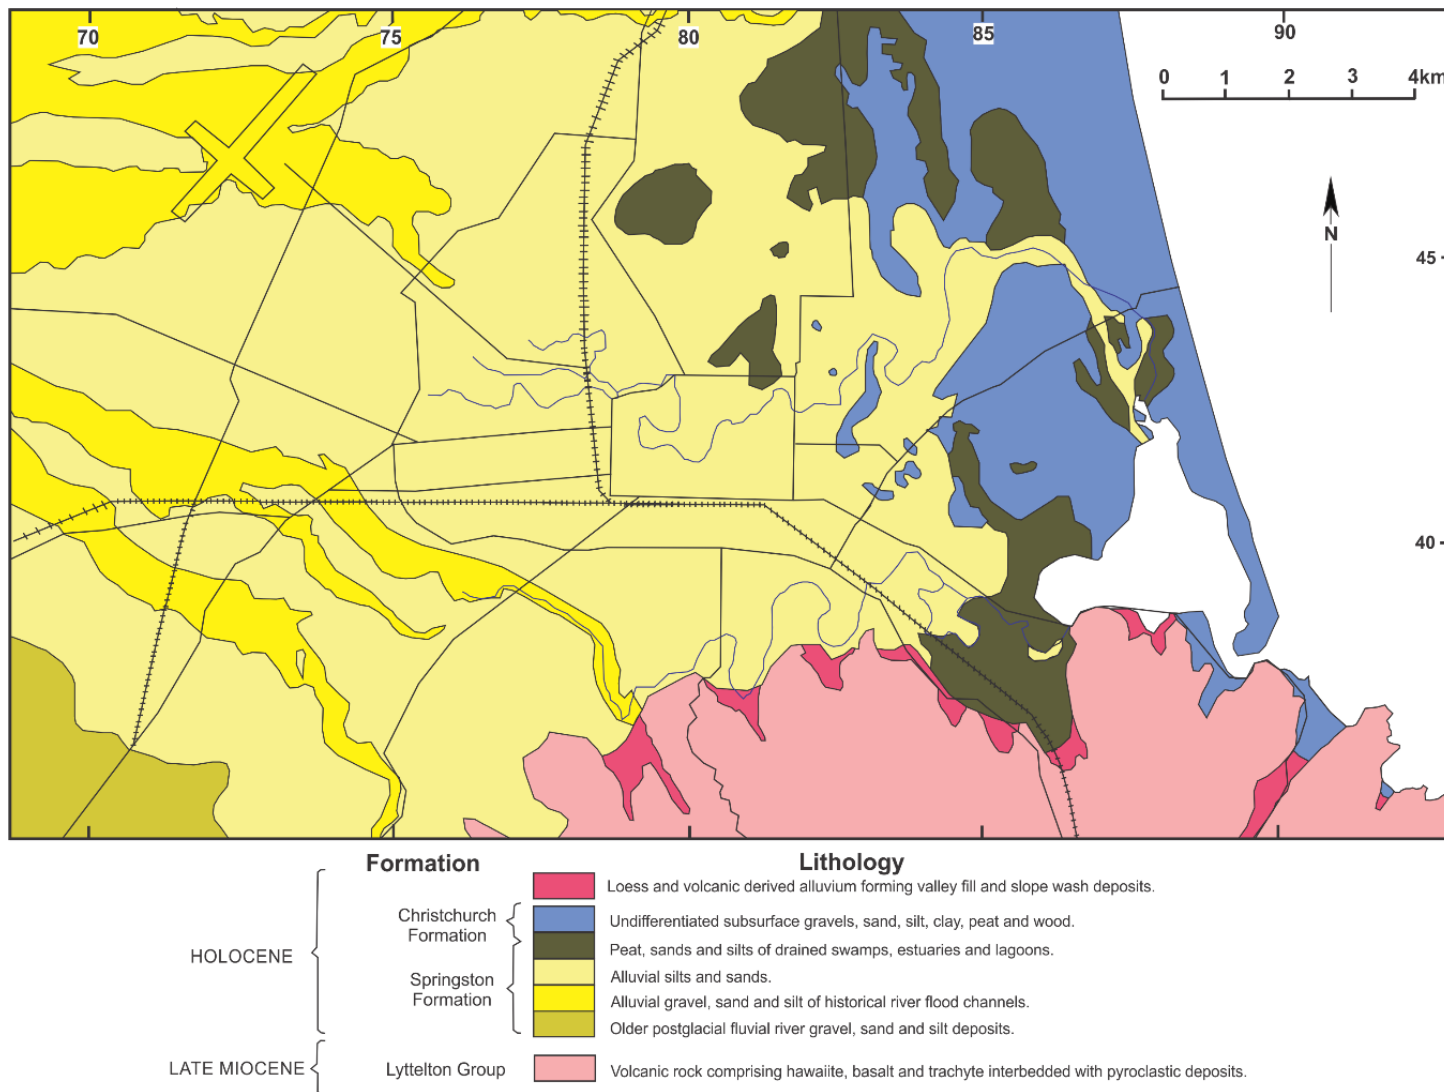 70 75 80 85 90
0 1 2 3 4km
N
45
40
Formation Lithology
Loess and volcanic derived alluvium forming valley fill and slope wash deposits.
Christchurch
Formation
Undifferentiated subsurface gravels, sand, silt, clay, peat and wood.
Peat, sands and silts of drained swamps, estuaries and lagoons.
HOLOCENE
Springston
Formation
Alluvial silts and sands.
Alluvial gravel, sand and silt of historical river flood channels.
Older postglacial fluvial river gravel, sand and silt deposits.
LATE MIOCENE Lyttelton Group Volcanic rock comprising hawaiite, basalt and trachyte interbedded with pyroclastic deposits.